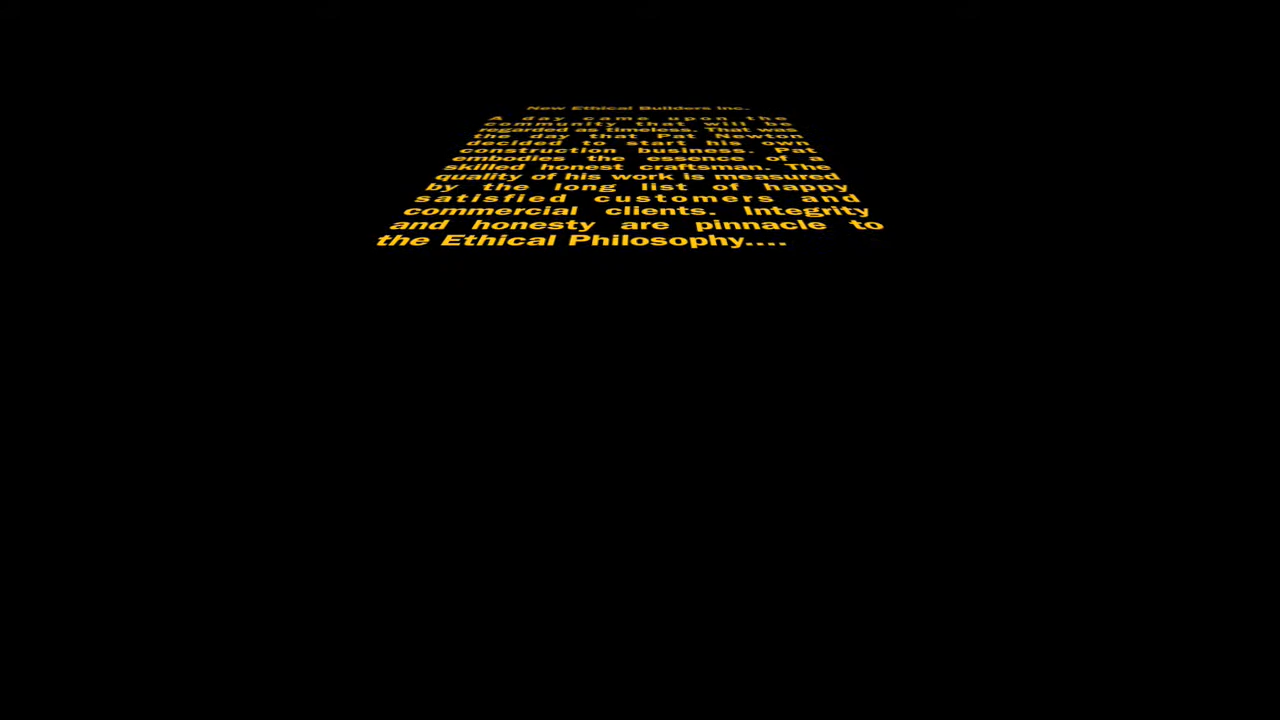 New Ethical Builders Inc.
A day came upon the
community that will be
regarded as timeless. That was
the day that Pat Newton
decided to start his own
construction business. Pat
embodies the essence of a
skilled honest craftsman. The
quality of his work is measured
by the long list of happy
satisfied customers and
commercial clients. Integrity
and honesty are pinnacle to
the Ethical Philosophy....